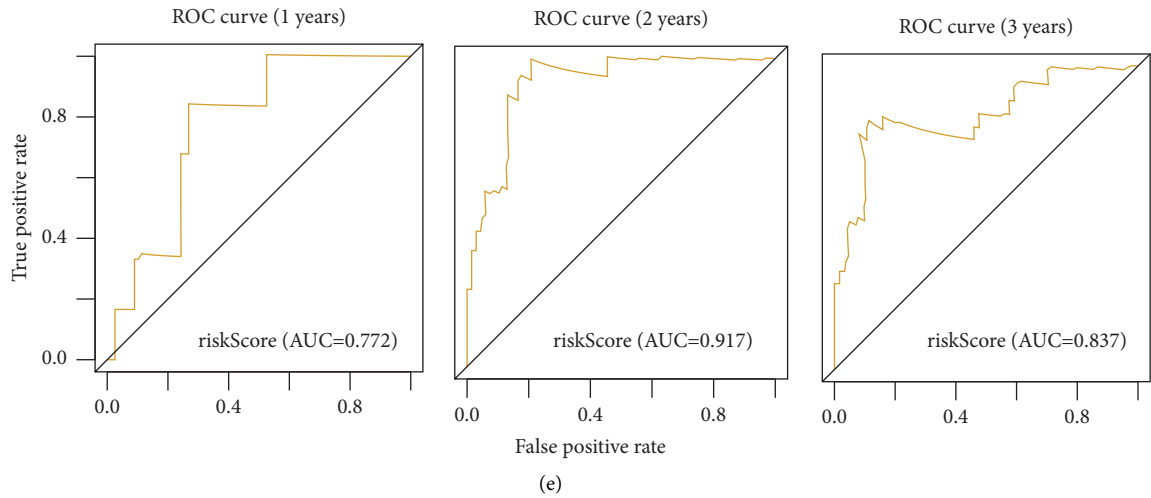 ROC curve (1 years)
ROC curve (2 years)
ROC curve (3 years)
True positive rate
0.8
0.4
0.0
riskScore (AUC=0.772)
riskScore (AUC=0.917)
riskScore (AUC=0.837)
0.0 0.4 0.8
0.0 0.4 0.8
0.0 0.4 0.8
False positive rate
(e)